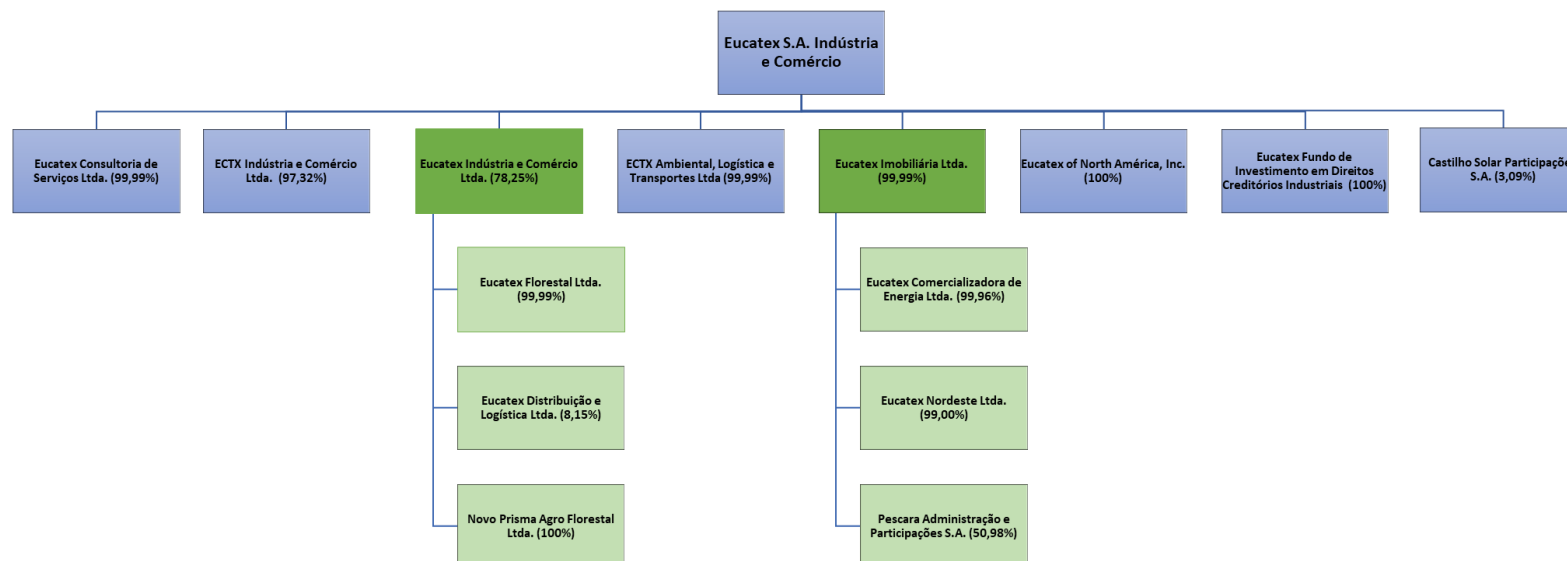 Eucatex S.A. Indústria
e Comércio
Eucatex Consultoria de
Serviços Ltda. (99,99%)
ECTX Indústria e Comércio
Ltda. (97,32%)
Eucatex Indústria e Comércio
Ltda. (78,25%)
ECTX Ambiental, Logística e
Transportes Ltda (99,99%)
Eucatex Imobiliária Ltda.
(99,99%)
Eucatex of North América, Inc.
(100%)
Eucatex Fundo de
Investimento em Direitos
Creditórios Industriais (100%)
Castilho Solar Participaçõe
S.A. (3,09%)
Eucatex Florestal Ltda.
(99,99%)
Eucatex Distribuição e
Logística Ltda. (8,15%)
Novo Prisma Agro Florestal
Ltda. (100%)
Eucatex Comercializadora de
Energia Ltda. (99,96%)
Eucatex Nordeste Ltda.
(99,00%)
Pescara Administração e
Participações S.A. (50,98%)